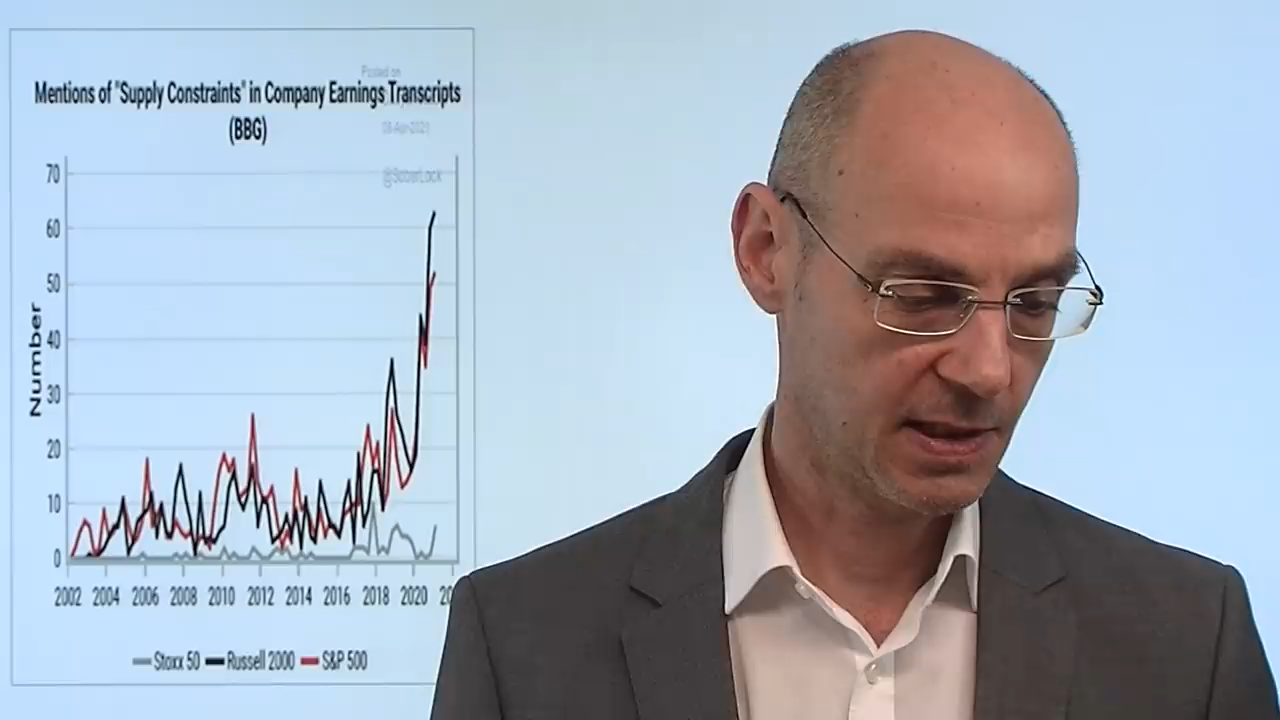 Posted on
Mentions of "Supply Constraints" in Company Earnings Transcripts
(BBG)
08-Apr-2021
@SoberLook
70
60
50
40
30
20
10
0
Number
2002 2004 2006 2008 2010 2012 2014 2016 2018 2020 20
Stoxx 50 Russell 2000 S&P 500